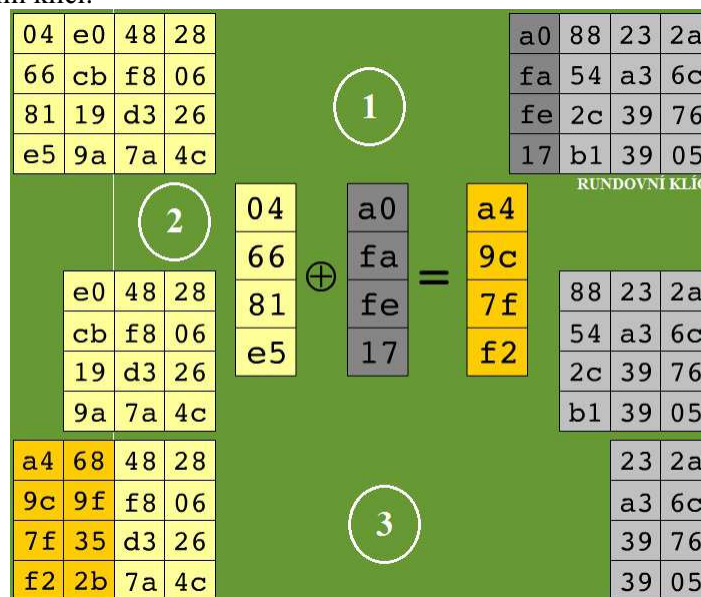 04 e0 48 28
66 cb f8 06
81 19 d3 26
e5 9a 7a 4c
1
a0 88 23 2a
fa 54 a3 6c
fe 2c 39 76
17 b1 39 05
RUNDOVNÍ KLÍČ
2
04
66
81
e5
⊕
a0
fa
fe
17
=
a4
9c
7f
f2
e0 48 28
cb f8 06
19 d3 26
9a 7a 4c
88 23 2a
54 a3 6c
2c 39 76
b1 39 05
a4 68 48 28
9c 9f f8 06
7f 35 d3 26
f2 2b 7a 4c
3
23 2a
a3 6c
39 76
39 05